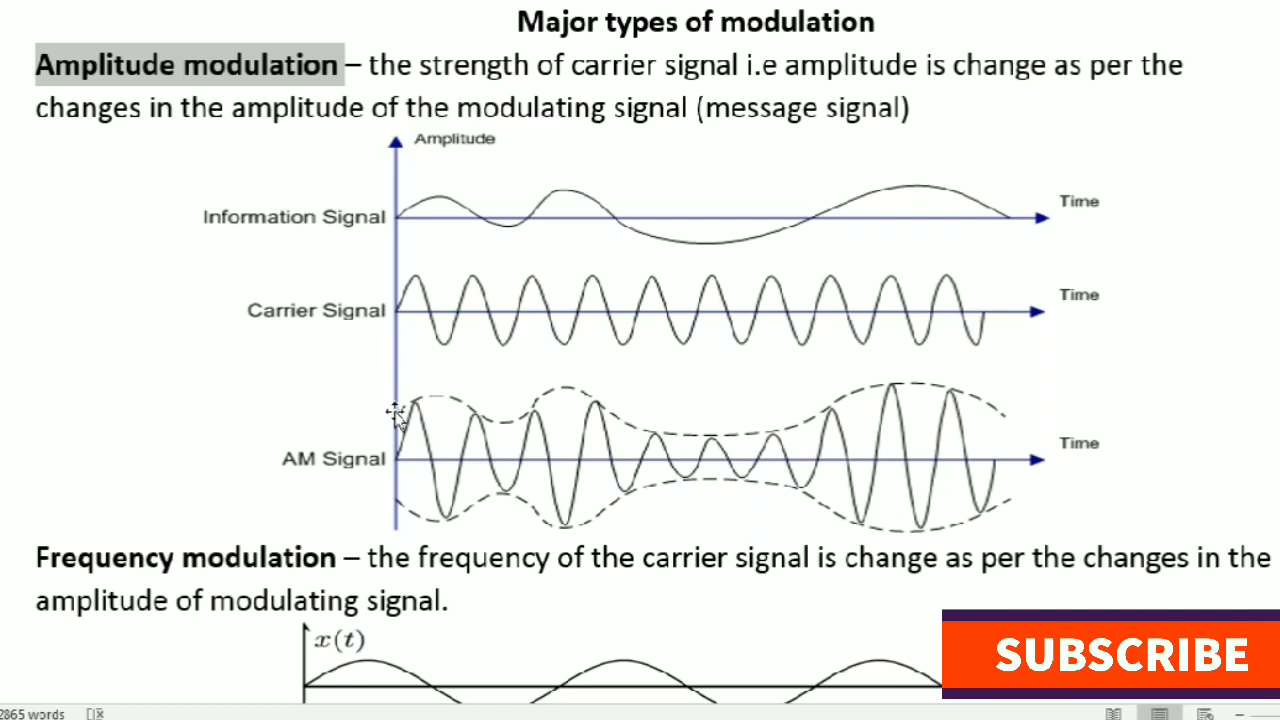 Major types of modulation
Amplitude modulation – the strength of carrier signal i.e amplitude is change as per the
changes in the amplitude of the modulating signal (message signal)
Amplitude
Information Signal
Time
Carrier Signal
Time
AM Signal
Time
Frequency modulation – the frequency of the carrier signal is change as per the changes in the
amplitude of modulating signal.
x(t)
SUBSCRIBE
2865 words